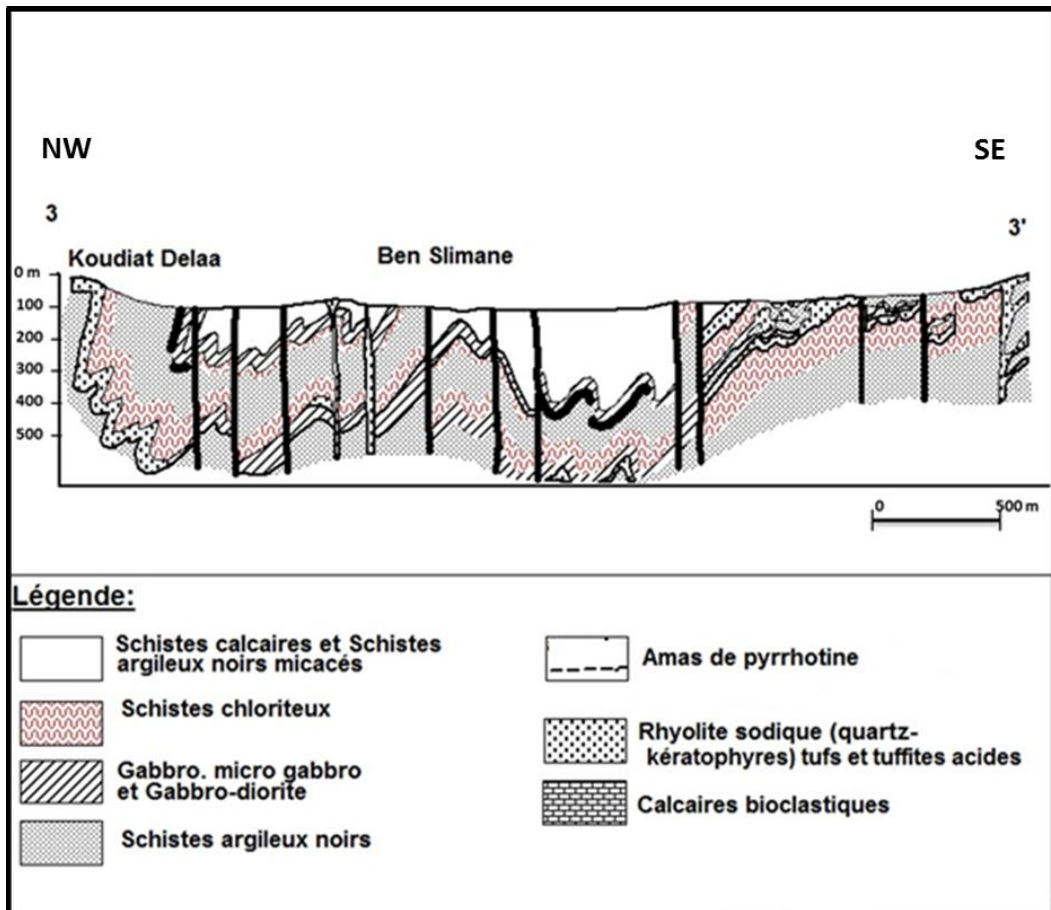 NW
SE
3
3'
Koudiat Delaa
Ben Slimane
0 m
100
200
300
400
500
0
500 m
Légende:
Schistes calcaires et Schistes
argileux noirs micacés
Schistes chloriteux
Gabbro. micro gabbro
et Gabbro-diorite
Schistes argileux noirs
Amas de pyrrhotine
Rhyolite sodique (quartz-
kératophyres) tufs et tuffites acides
Calcaires bioclastiques